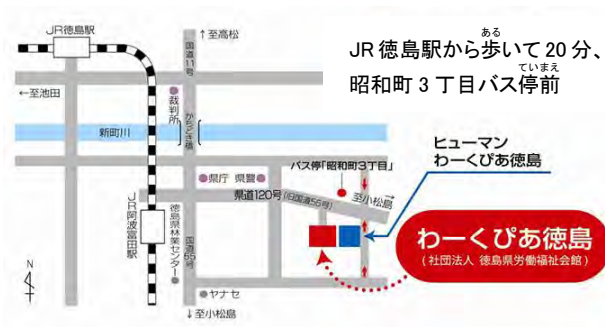 JR徳島駅
↑至高松
国道11号
JR徳島駅から歩いて20分、
ある
昭和町3丁目バス停前
ていまえ
←至池田
裁判所
新町川
かちどき橋
ヒューマン
わーくぴあ徳島
バス停「昭和町3丁目」
県庁 県警
県道120号(旧国道55号)
至小松島→
JR阿波富田駅
徳島県林業センター
国道55号
わーくぴあ徳島
(社団法人 徳島県労働福祉会館)
N
ヤナセ
↓至小松島